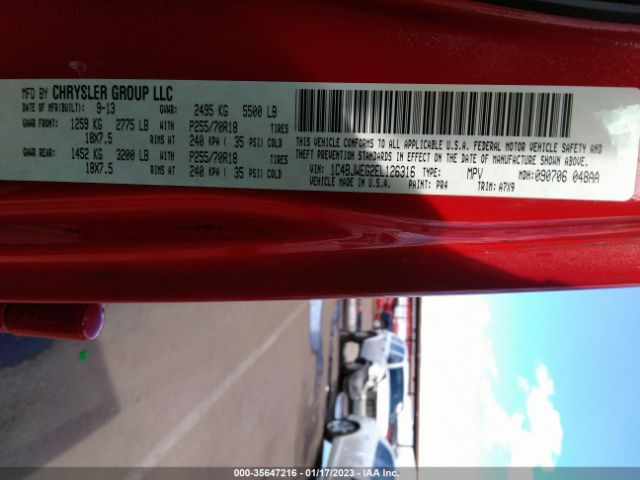 MFD BY CHRYSLER GROUP LLC
DATE OF MFR(BUILT): 9-13 GVWR: 2495 KG 5500 LB
GAWR FRONT: 1259 KG 2775 LB WITH P255/70R18 TIRES
18X7.5 RIMS AT 240 KPA ( 35 PSI) COLD
GAWR REAR: 1452 KG 3200 LB WITH P255/70R18 TIRES
18X7.5 RIMS AT 240 KPA ( 35 PSI) COLD
THIS VEHICLE CONFORMS TO ALL APPLICABLE U.S.A. FEDERAL MOTOR VEHICLE SAFETY AND
THEFT PREVENTION STANDARDS IN EFFECT ON THE DATE OF MANUFACTURE SHOWN ABOVE.
VIN: 1C4BJWEG2EL126316 TYPE: MPV MDH: 090706 048AA
VEHICLE MADE IN U.S.A. PAINT: PR4 TRIM: A7X9
000-35647216 - 01/17/2023 - IAA Inc.